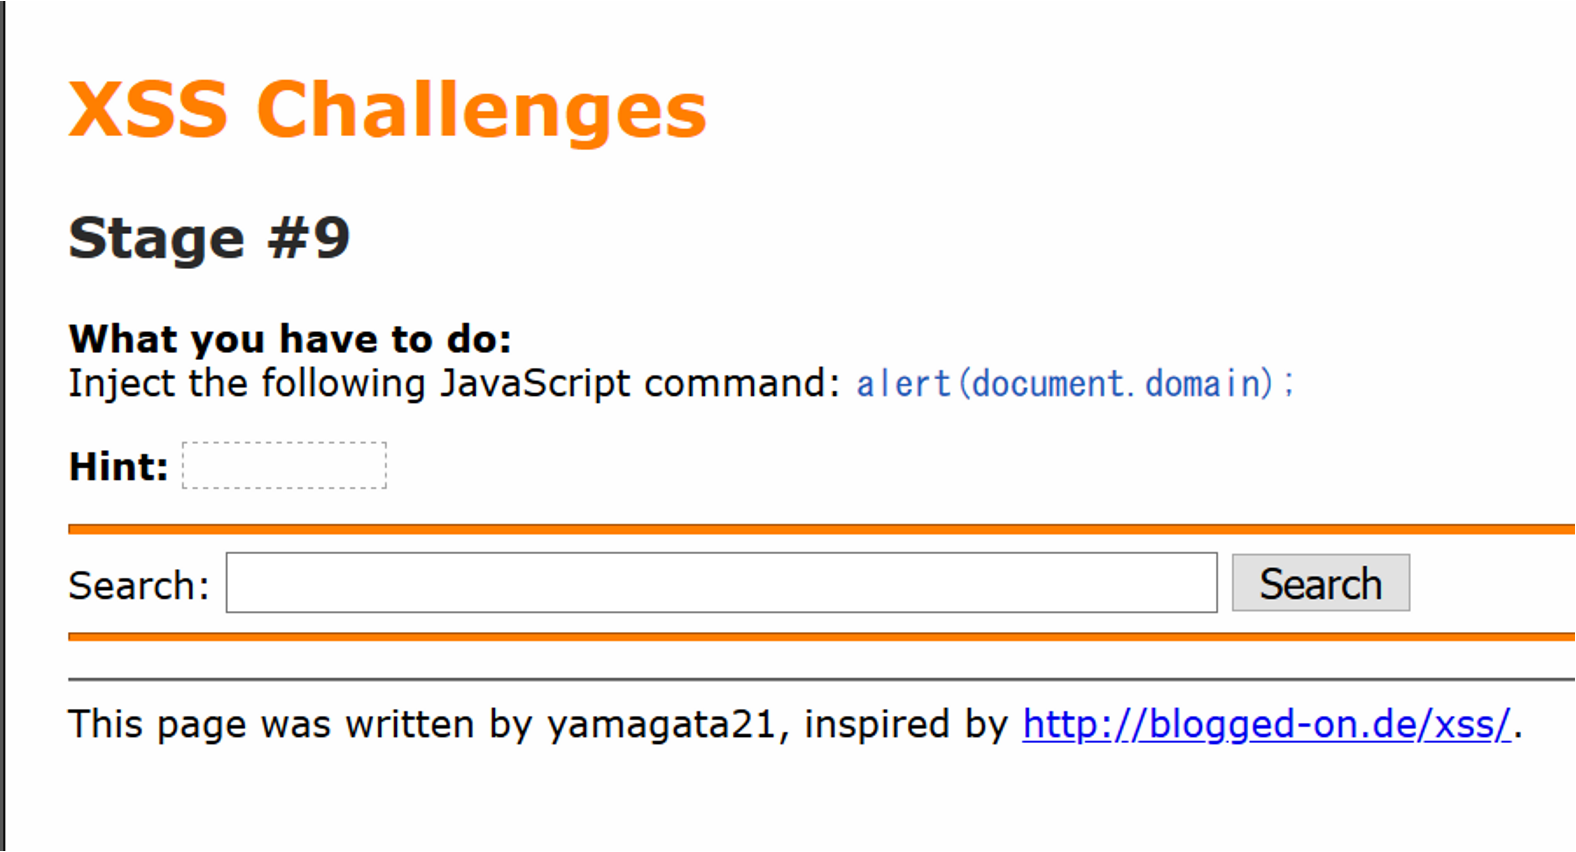 XSS Challenges
Stage #9
What you have to do:
Inject the following JavaScript command: alert(document.domain);
Hint:
Search: Search
This page was written by yamagata21, inspired by http://blogged-on.de/xss/.